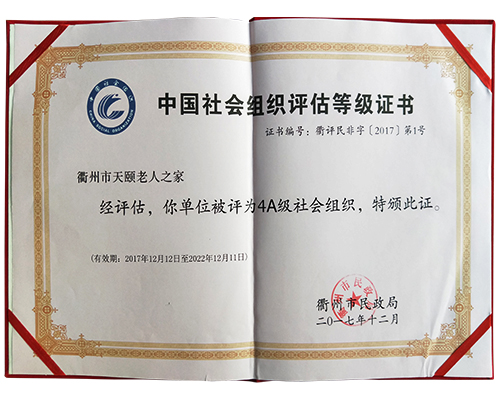 中国社会组织评估等级证书
证书编号：衢评民非字〔2017〕第1号
衢州市天颐老人之家
经评估，你单位被评为4A级社会组织，特颁此证。
（有效期：2017年12月12日至2022年12月11日）
衢州市民政局
二〇一七年十二月